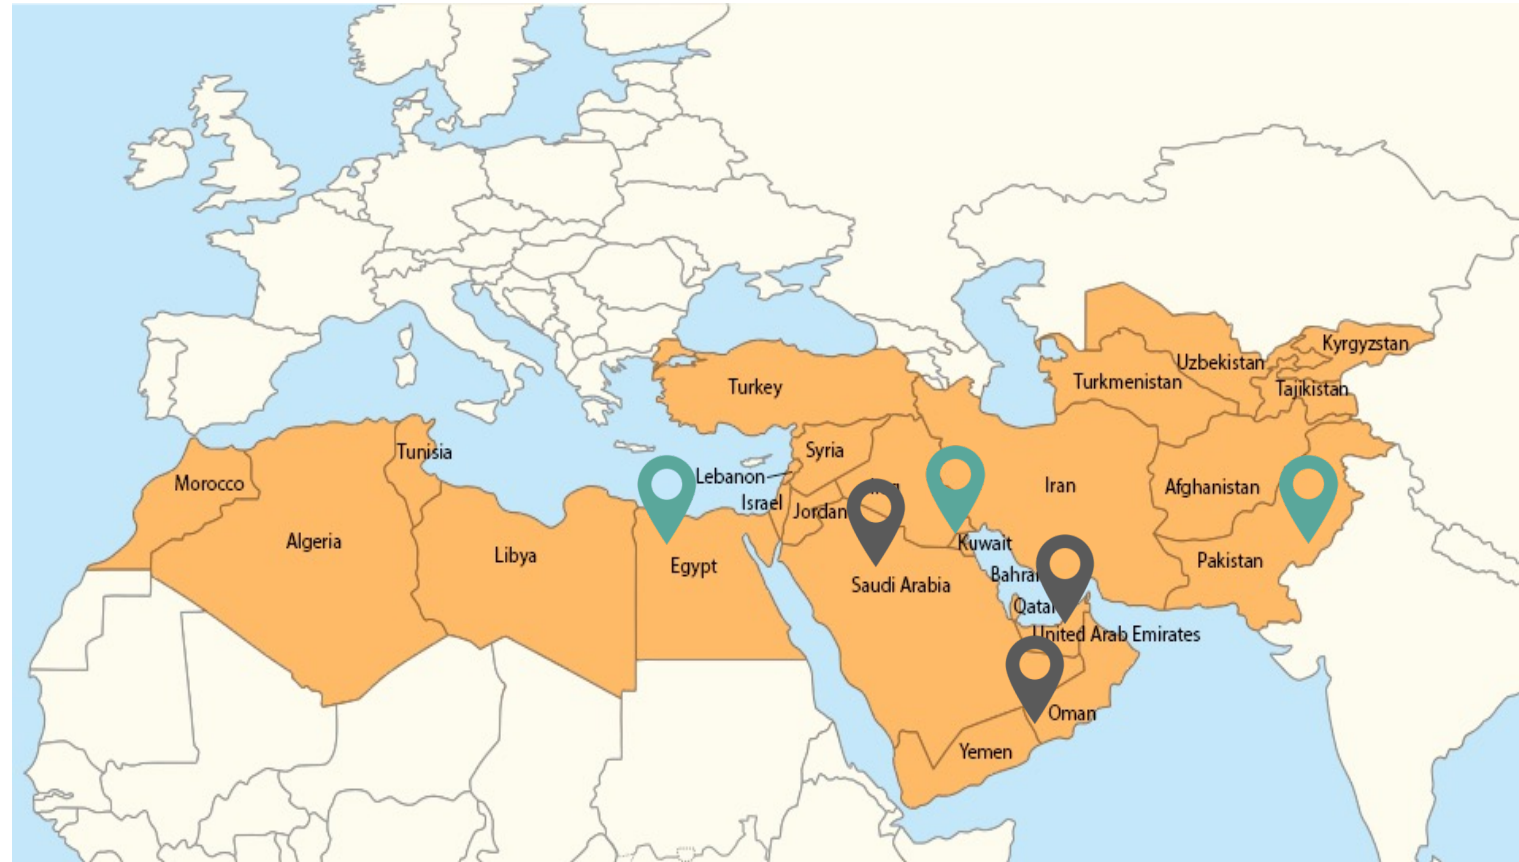 Kyrgyzstan
Uzbekistan
Turkmenistan
Tajikistan
Turkey
Syria
Tunisia
Lebanon
Morocco
Israel
Iran
Afghanistan
Jordan
Algeria
Libya
Egypt
Kuwait
Pakistan
Saudi Arabia
United Arab Emirates
Oman
Yemen